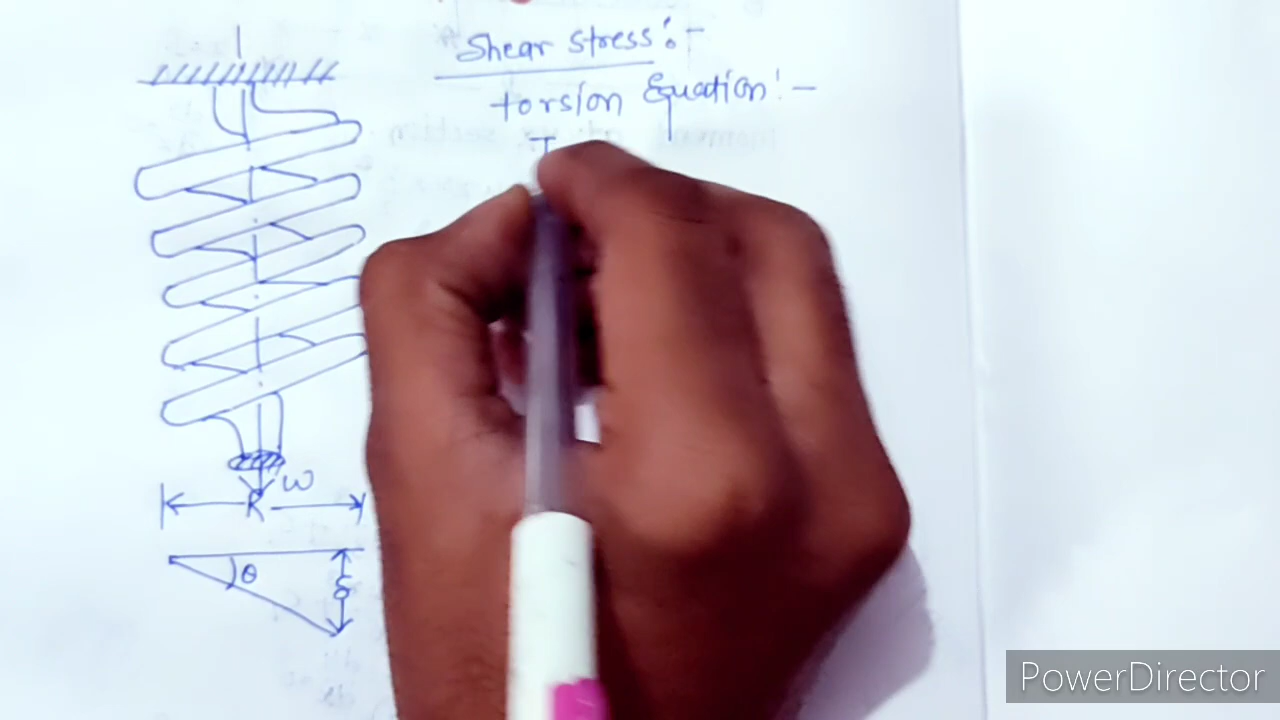 Shear stress :-
torsion Equation :-
T
W
R
θ
δ
PowerDirector